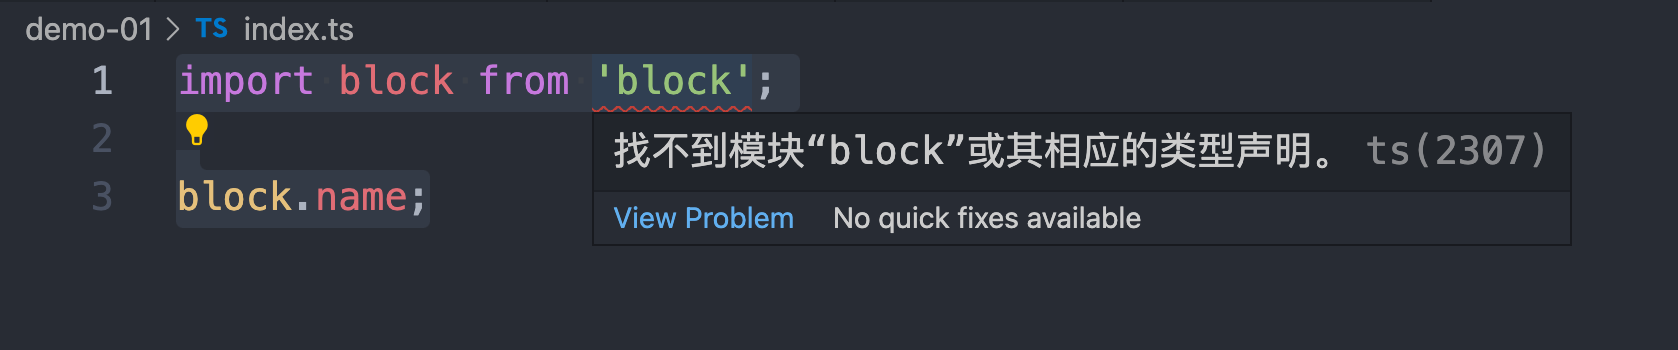 demo-01 > TS index.ts
1 import block from 'block';
找不到模块“block”或其相应的类型声明。 ts(2307)
2
3 block.name;
View Problem No quick fixes available